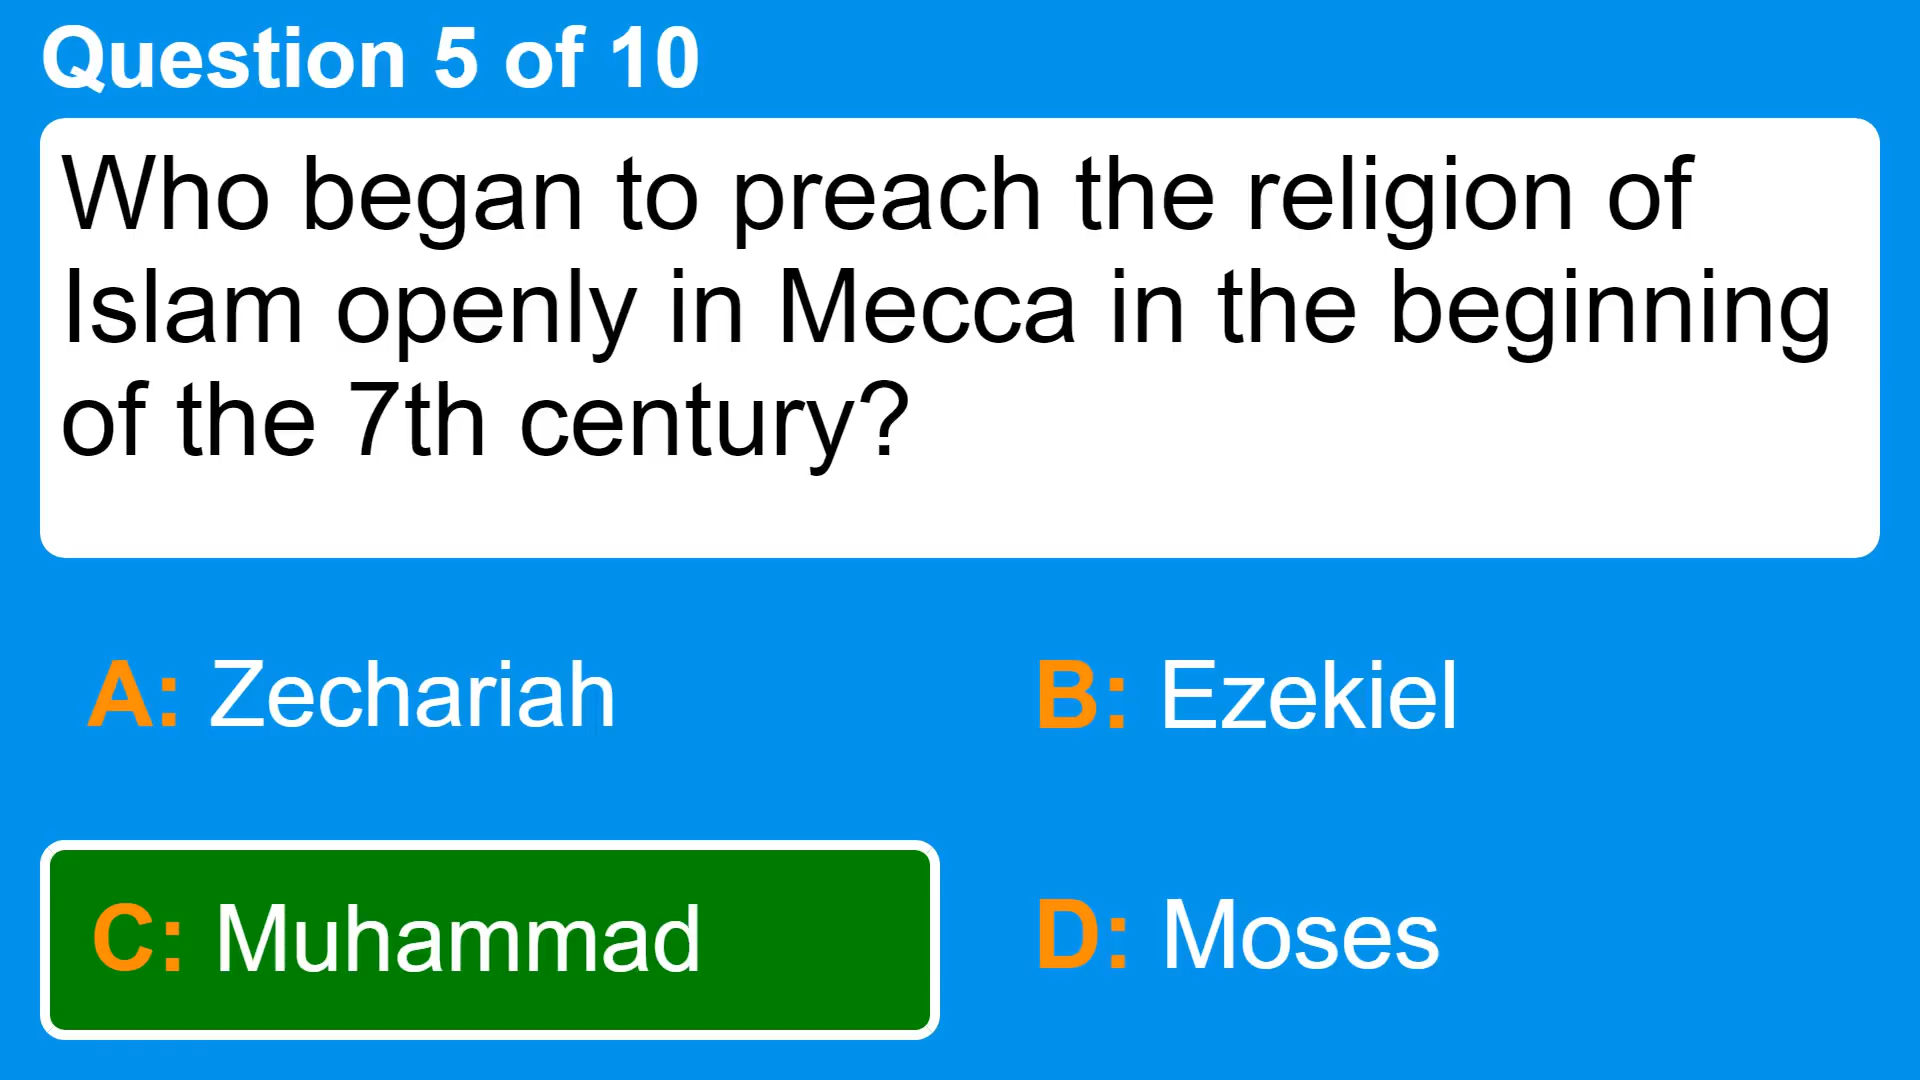 Question 5 of 10
Who began to preach the religion of
Islam openly in Mecca in the beginning
of the 7th century?
A: Zechariah
B: Ezekiel
C: Muhammad
D: Moses